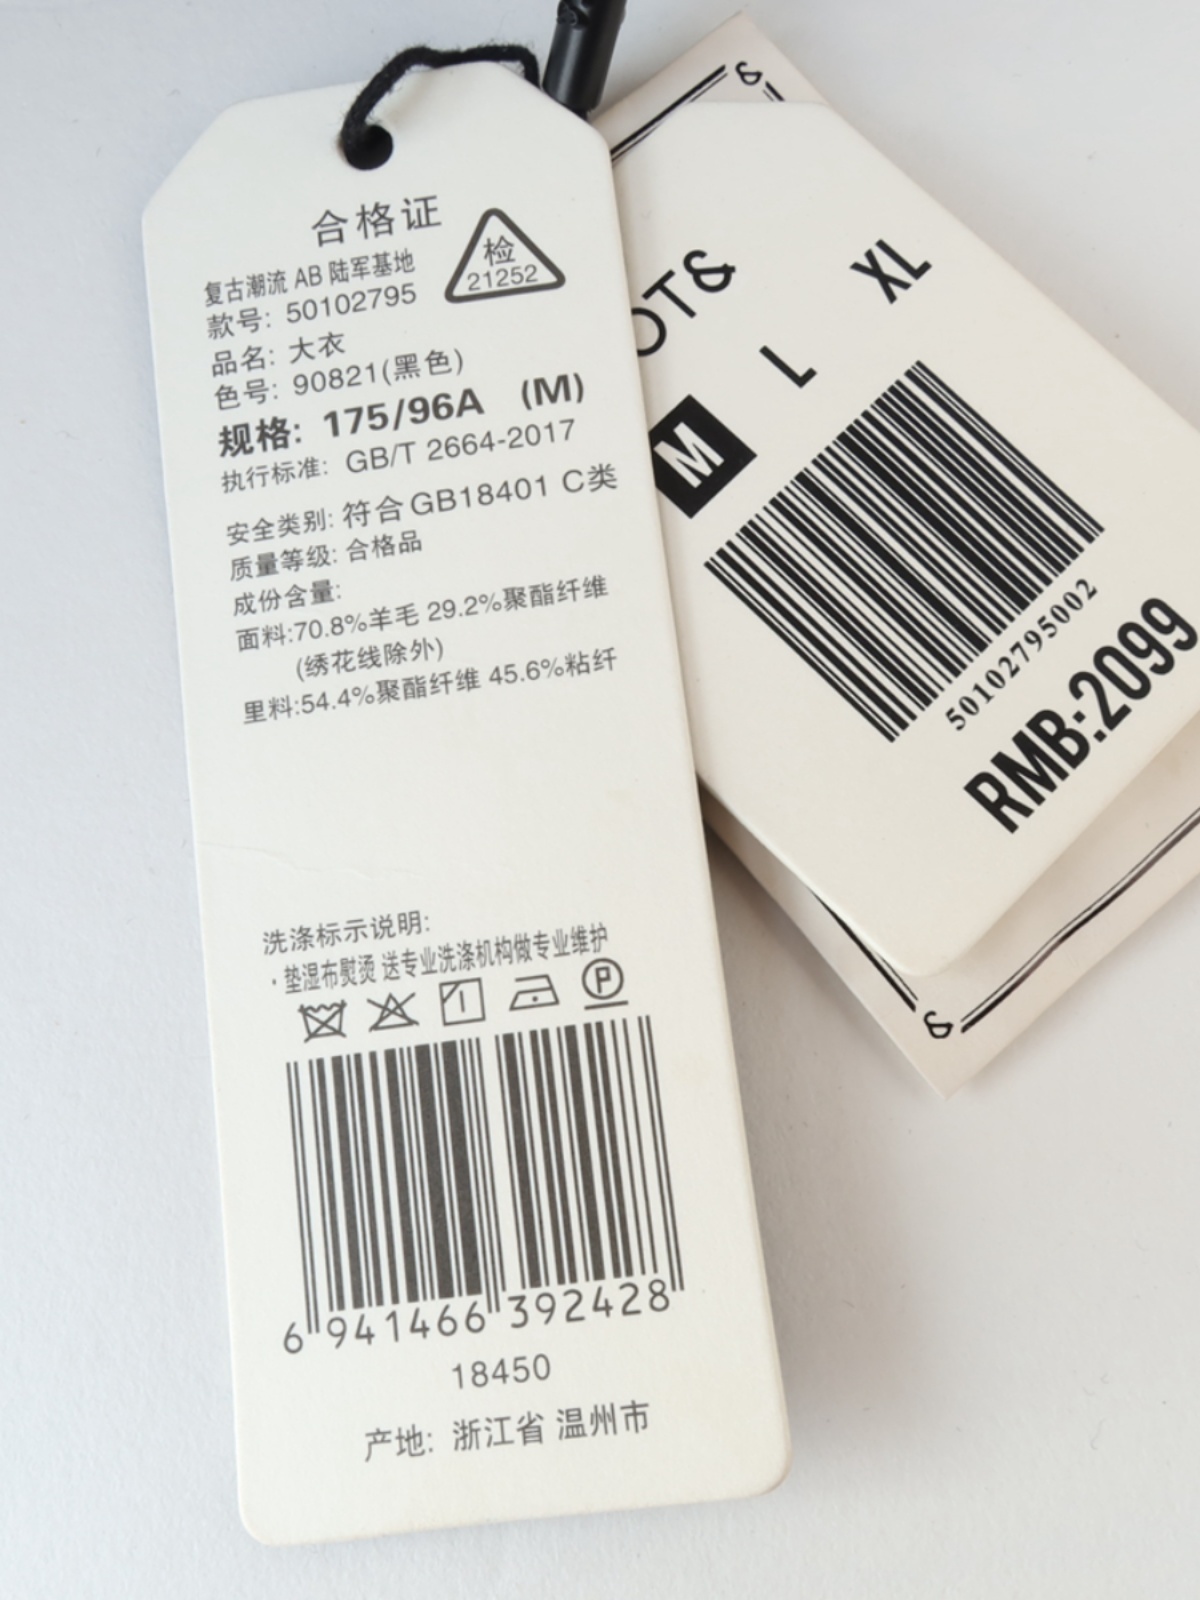 合格证
检
21252
复古潮流 AB 陆军基地
款号: 50102795
品名: 大衣
色号: 90821(黑色)
规格: 175/96A (M)
执行标准: GB/T 2664-2017
安全类别: 符合GB18401 C类
质量等级: 合格品
成份含量:
面料:70.8%羊毛 29.2%聚酯纤维
(绣花线除外)
里料:54.4%聚酯纤维 45.6%粘纤
洗涤标示说明:
·垫湿布熨烫 送专业洗涤机构做专业维护
P
6 941466 392428
18450
产地: 浙江省 温州市
&
OT&
M L XL
50102795002
RMB:2099
&